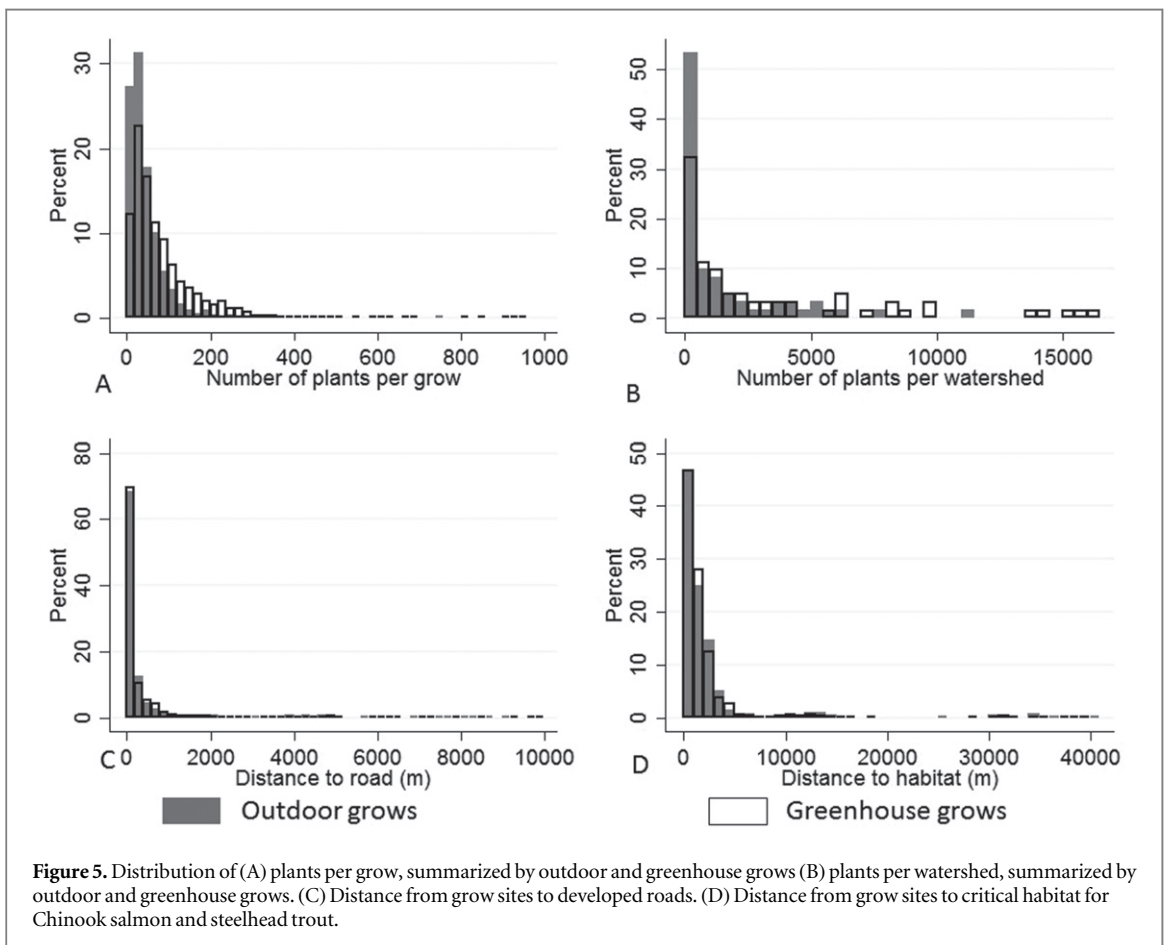 30
20
10
0
Percent
0 200 400 600 800 1000
Number of plants per grow
A
50
40
30
20
10
0
Percent
0 5000 10000 15000
Number of plants per watershed
B
80
60
40
20
0
Percent
0 2000 4000 6000 8000 10000
Distance to road (m)
C
50
40
30
20
10
0
Percent
0 10000 20000 30000 40000
Distance to habitat (m)
D
Outdoor grows
Greenhouse grows
Figure 5. Distribution of (A) plants per grow, summarized by outdoor and greenhouse grows (B) plants per watershed, summarized by
outdoor and greenhouse grows. (C) Distance from grow sites to developed roads. (D) Distance from grow sites to critical habitat for
Chinook salmon and steelhead trout.